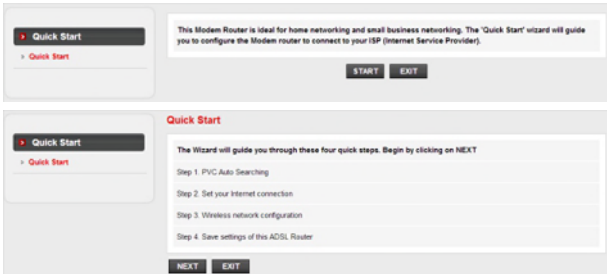 Quick Start
Quick Start
This Modem Router is ideal for home networking and small business networking. The 'Quick Start' wizard will guide
you to configure the Modem router to connect to your ISP (Internet Service Provider).
START EXIT
Quick Start
Quick Start
Quick Start
The Wizard will guide you through these four quick steps. Begin by clicking on NEXT
Step 1. PVC Auto Searching
Step 2. Set your Internet connection
Step 3. Wireless network configuration
Step 4. Save settings of this ADSL Router
NEXT EXIT